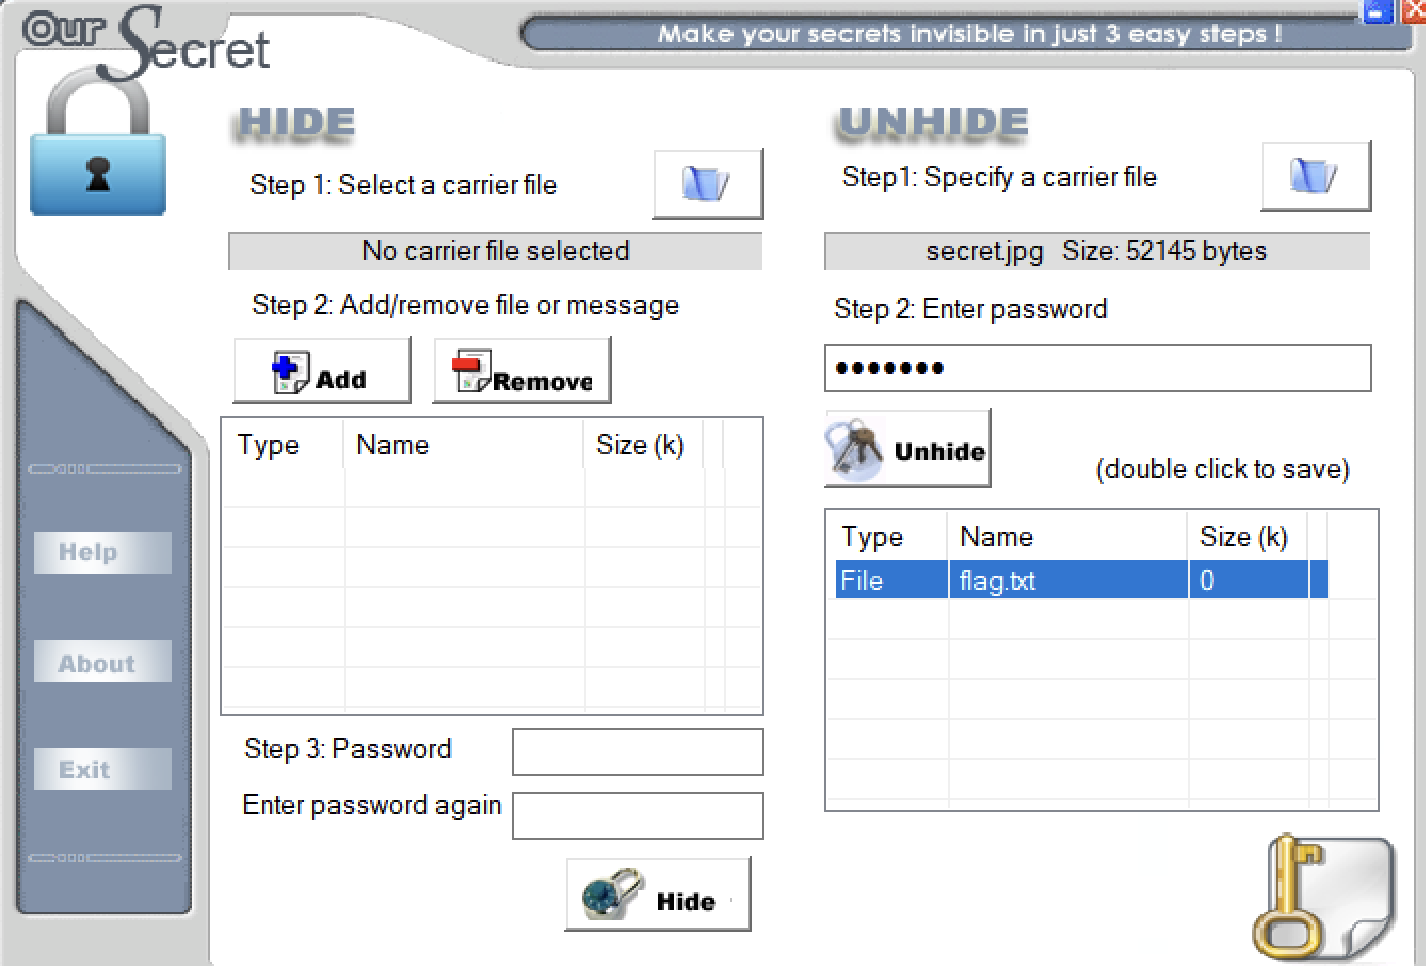 Our Secret
Make your secrets invisible in just 3 easy steps !
HIDE
Step 1: Select a carrier file
No carrier file selected
Step 2: Add/remove file or message
Add
Remove
Type Name Size (k)
Step 3: Password
Enter password again
Hide
UNHIDE
Step1: Specify a carrier file
secret.jpg Size: 52145 bytes
Step 2: Enter password
•••••••
Unhide
(double click to save)
Type Name Size (k)
File flag.txt 0
Help
About
Exit